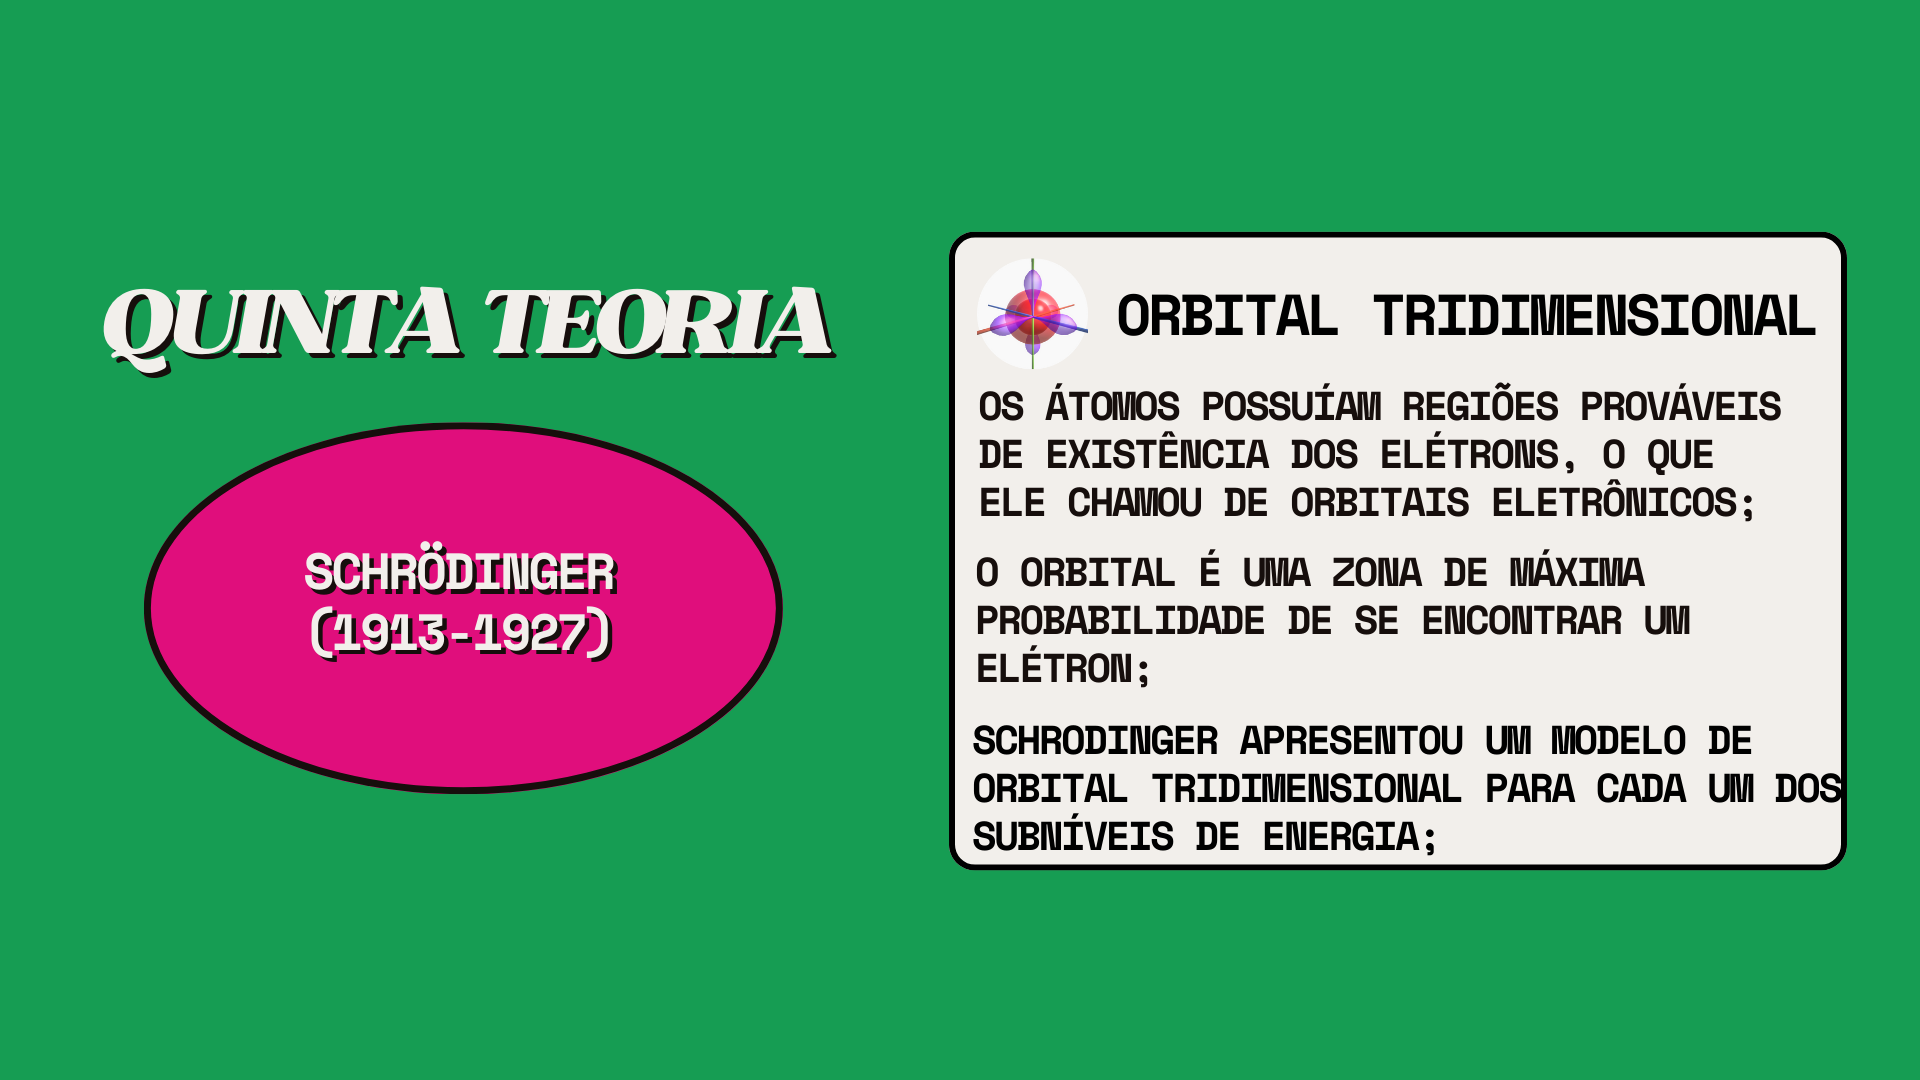 QUINTA TEORIA
SCHRÖDINGER
(1913-1927)
ORBITAL TRIDIMENSIONAL
OS ÁTOMOS POSSUÍAM REGIÕES PROVÁVEIS
DE EXISTÊNCIA DOS ELÉTRONS, O QUE
ELE CHAMOU DE ORBITAIS ELETRÔNICOS;
O ORBITAL É UMA ZONA DE MÁXIMA
PROBABILIDADE DE SE ENCONTRAR UM
ELÉTRON;
SCHRODINGER APRESENTOU UM MODELO DE
ORBITAL TRIDIMENSIONAL PARA CADA UM DOS
SUBNÍVEIS DE ENERGIA;